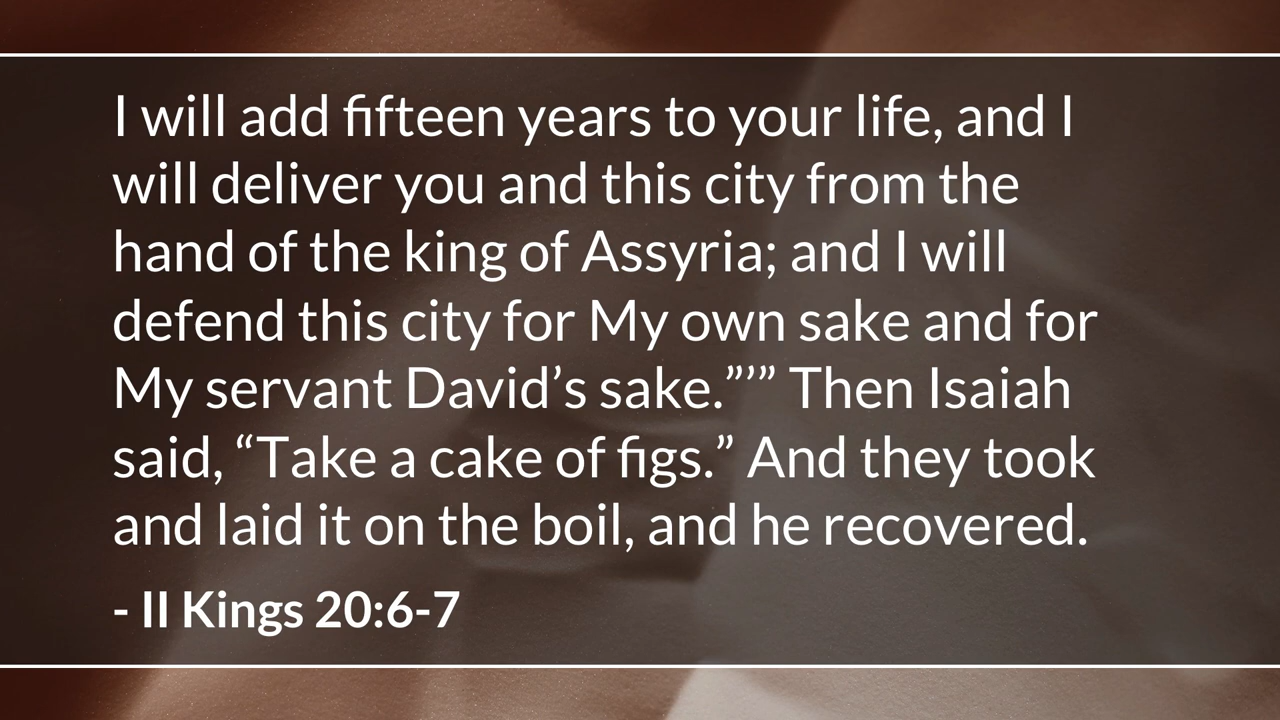 I will add fifteen years to your life, and I
will deliver you and this city from the
hand of the king of Assyria; and I will
defend this city for My own sake and for
My servant David’s sake.”’” Then Isaiah
said, “Take a cake of figs.” And they took
and laid it on the boil, and he recovered.
- II Kings 20:6-7